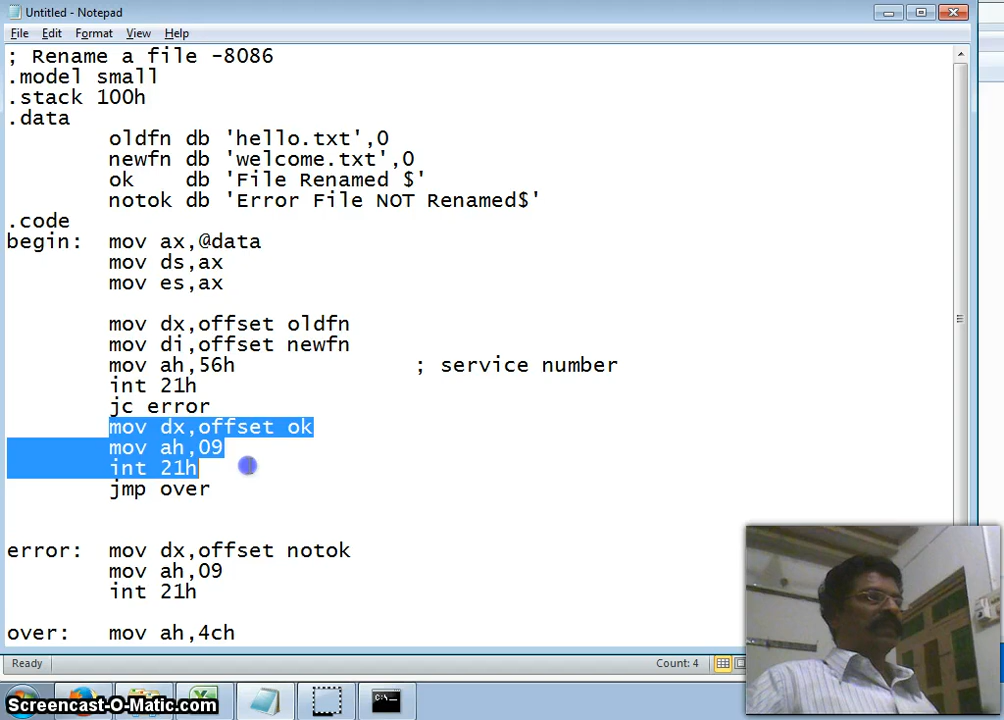 Untitled - Notepad
File Edit Format View Help
; Rename a file -8086
.model small
.stack 100h
.data
oldfn db 'hello.txt',0
newfn db 'welcome.txt',0
ok db 'File Renamed $'
notok db 'Error File NOT Renamed$'
.code
begin: mov ax,@data
mov ds,ax
mov es,ax
mov dx,offset oldfn
mov di,offset newfn
mov ah,56h ; service number
int 21h
jc error
mov dx,offset ok
mov ah,09
int 21h
jmp over
error: mov dx,offset notok
mov ah,09
int 21h
over: mov ah,4ch
Ready Count: 4
C:\
Screencast-O-Matic.com